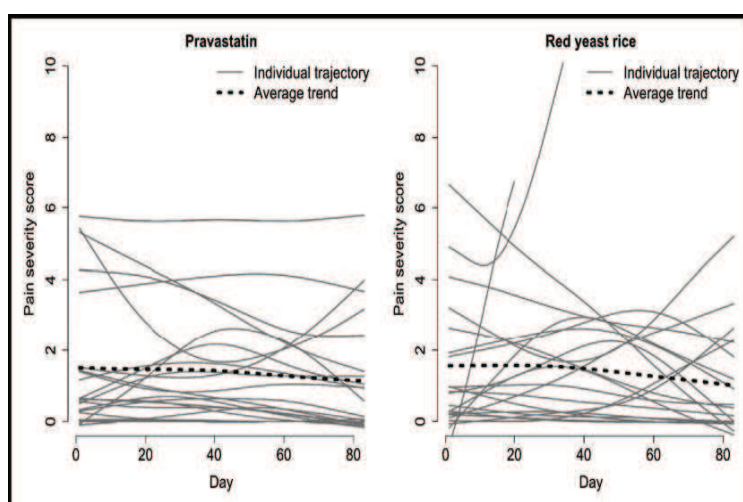 Pravastatin
Red yeast rice
10
8
6
4
2
0
Pain severity score
Individual trajectory
Average trend
0 20 40 60 80
Day
10
8
6
4
2
0
Pain severity score
Individual trajectory
Average trend
0 20 40 60 80
Day